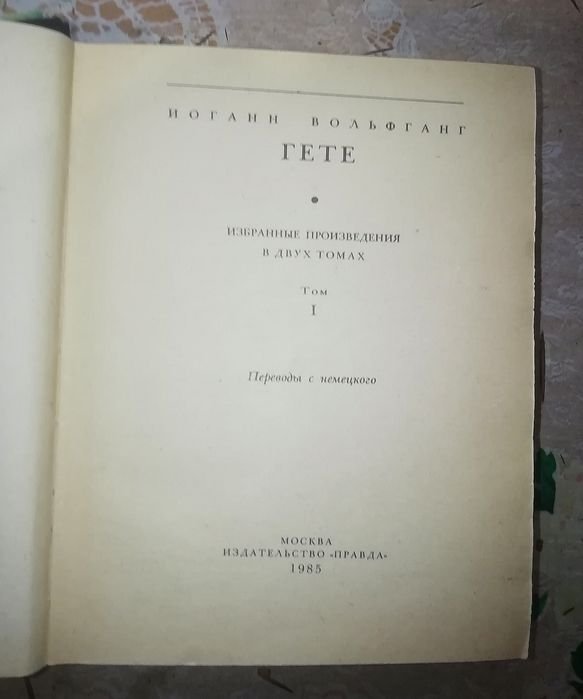 ИОГАНН ВОЛЬФГАНГ
ГЕТЕ
ИЗБРАННЫЕ ПРОИЗВЕДЕНИЯ
В ДВУХ ТОМАХ
Том
I
Переводы с немецкого
МОСКВА
ИЗДАТЕЛЬСТВО «ПРАВДА»
1985